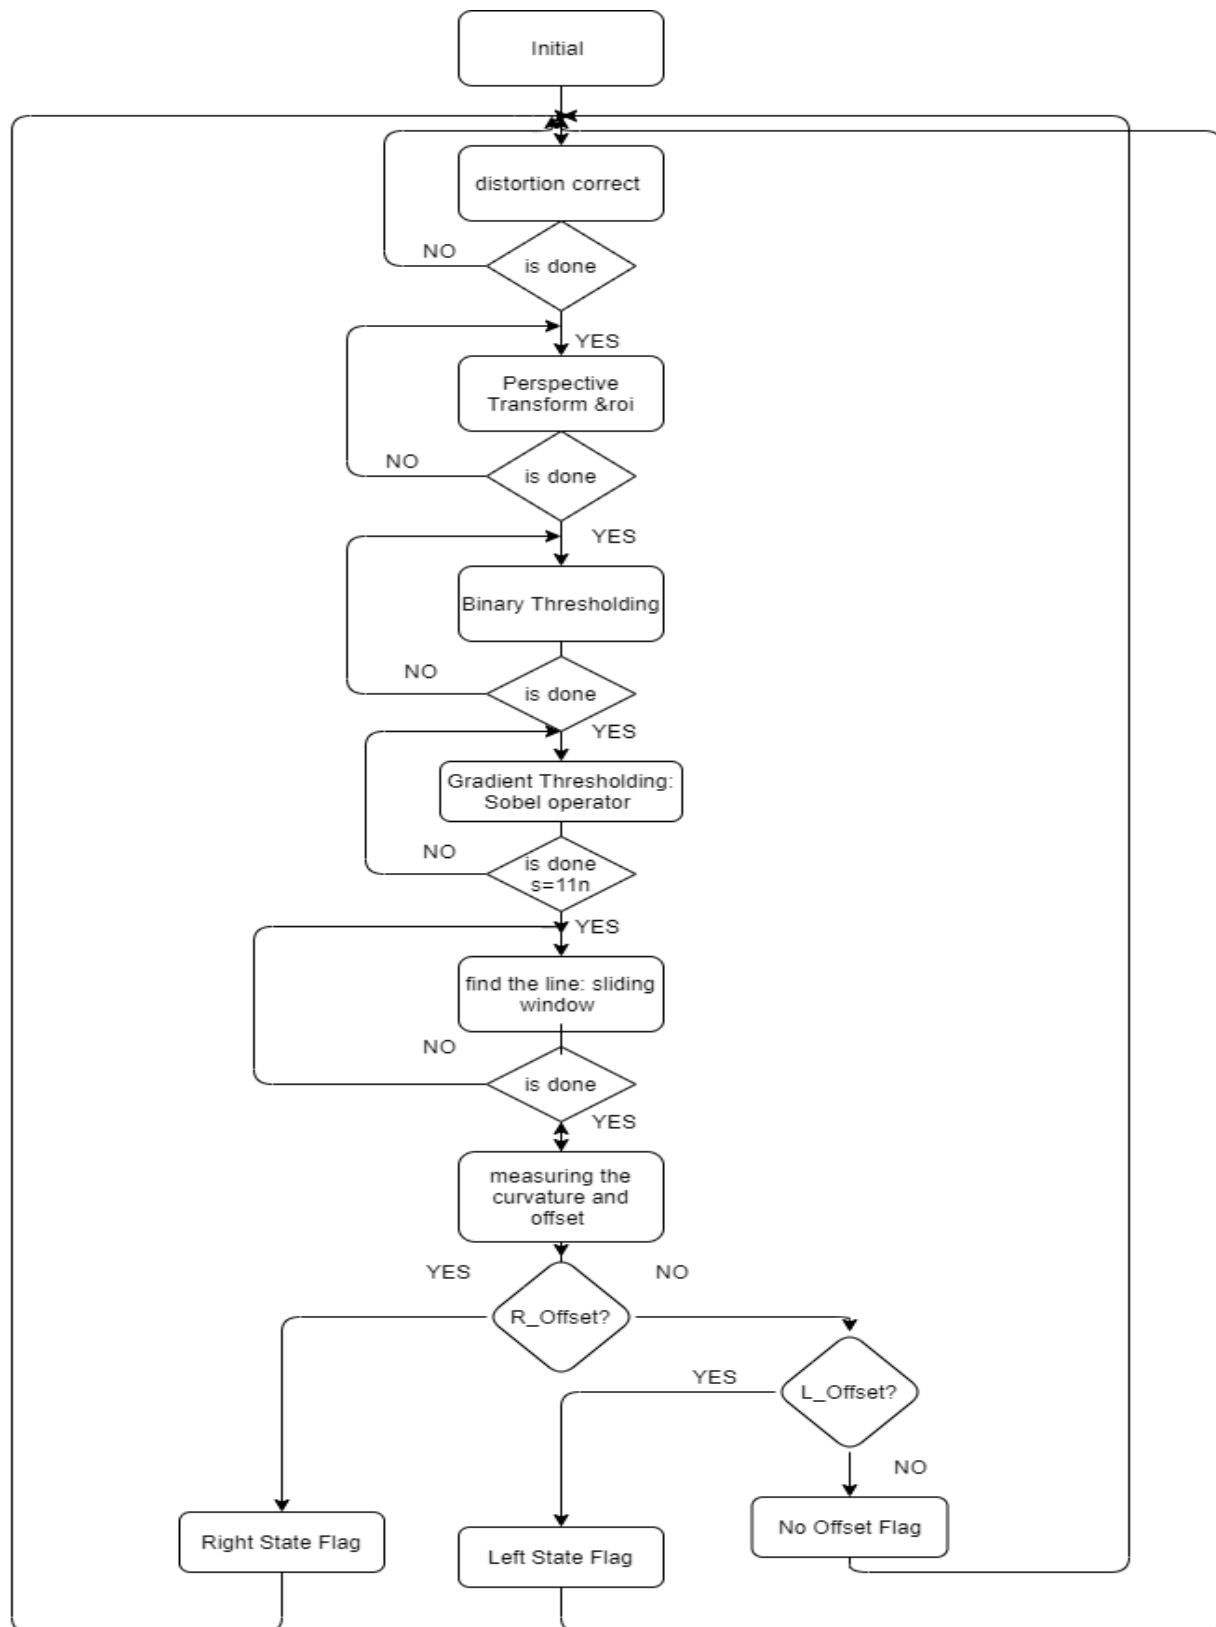 Initial
distortion correct
NO
is done
YES
Perspective
Transform &roi
NO
is done
YES
Binary Thresholding
NO
is done
YES
Gradient Thresholding:
Sobel operator
NO
is done
s=11n
YES
find the line: sliding
window
NO
is done
YES
measuring the
curvature and
offset
YES
NO
R_Offset?
YES
L_Offset?
NO
Right State Flag
Left State Flag
No Offset Flag